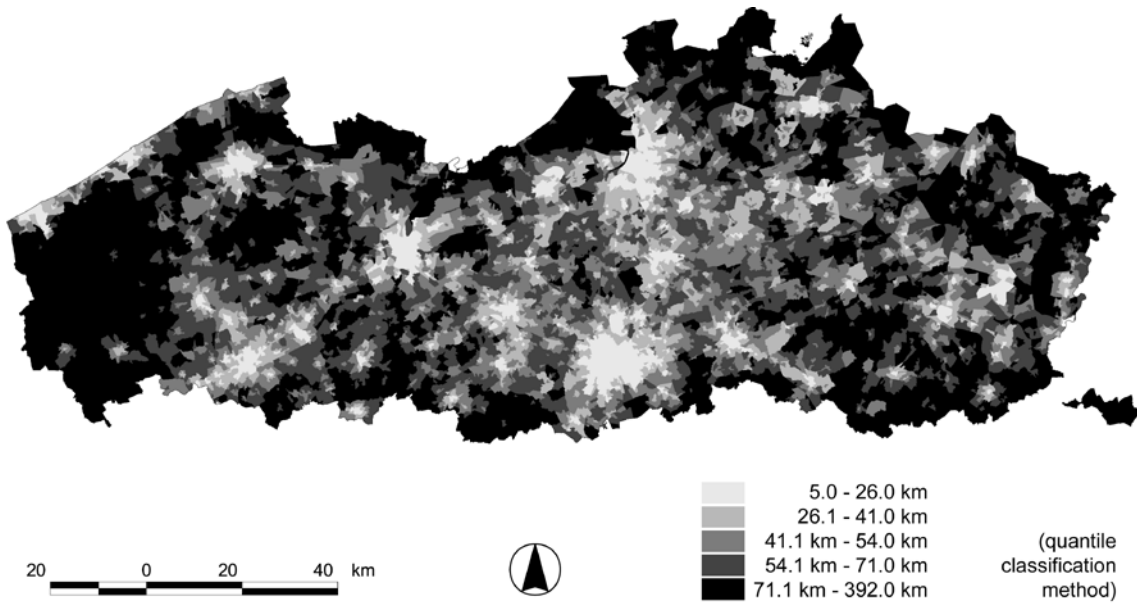 5.0 - 26.0 km
26.1 - 41.0 km
41.1 km - 54.0 km (quantile
54.1 km - 71.0 km classification
71.1 km - 392.0 km method)
20 0 20 40 km